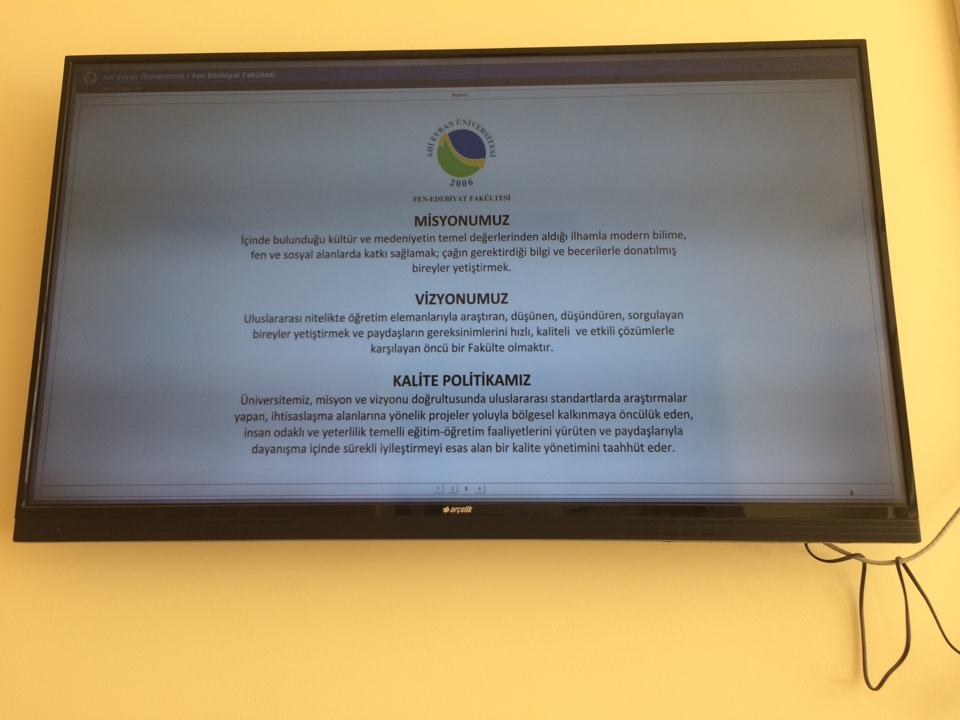 Ahi Evran Üniversitesi / Fen Edebiyat Fakültesi
AHİ EVRAN ÜNİVERSİTESİ
2006
FEN-EDEBİYAT FAKÜLTESİ
MİSYONUMUZ
İçinde bulunduğu kültür ve medeniyetin temel değerlerinden aldığı ilhamla modern bilime,
fen ve sosyal alanlarda katkı sağlamak; çağın gerektirdiği bilgi ve becerilerle donatılmış
bireyler yetiştirmek.
VİZYONUMUZ
Uluslararası nitelikte öğretim elemanlarıyla araştıran, düşünen, düşündüren, sorgulayan
bireyler yetiştirmek ve paydaşların gereksinimlerini hızlı, kaliteli ve etkili çözümlerle
karşılayan öncü bir Fakülte olmaktır.
KALİTE POLİTİKAMIZ
Üniversitemiz, misyon ve vizyonu doğrultusunda uluslararası standartlarda araştırmalar
yapan, ihtisaslaşma alanlarına yönelik projeler yoluyla bölgesel kalkınmaya öncülük eden,
insan odaklı ve yeterlilik temelli eğitim-öğretim faaliyetlerini yürüten ve paydaşlarıyla
dayanışma içinde sürekli iyileştirmeyi esas alan bir kalite yönetimini taahhüt eder.
1 2 3 4
arçelik